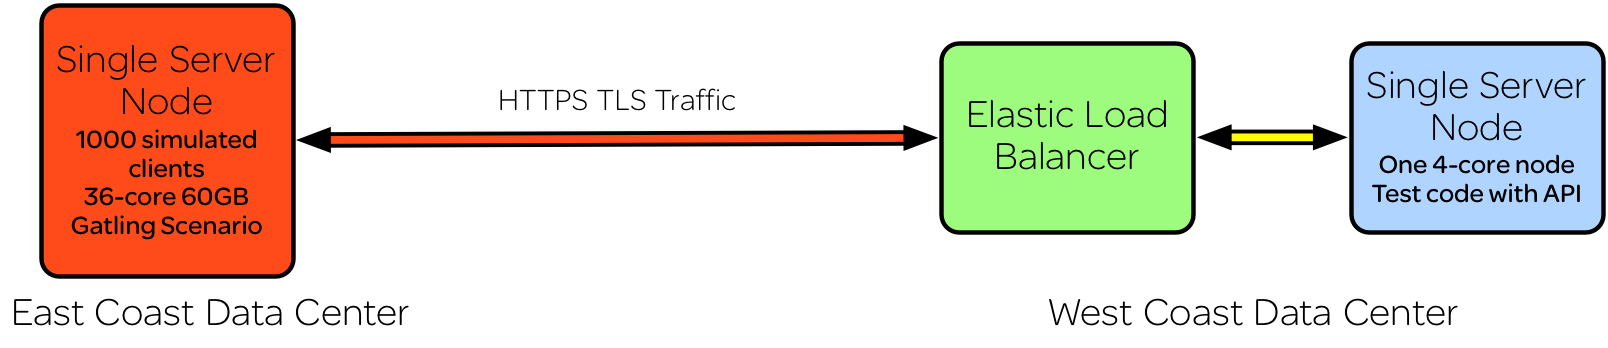 Single Server
Node
1000 simulated
clients
36-core 60GB
Gatling Scenario
HTTPS TLS Traffic
Elastic Load
Balancer
Single Server
Node
One 4-core node
Test code with API
East Coast Data Center
West Coast Data Center